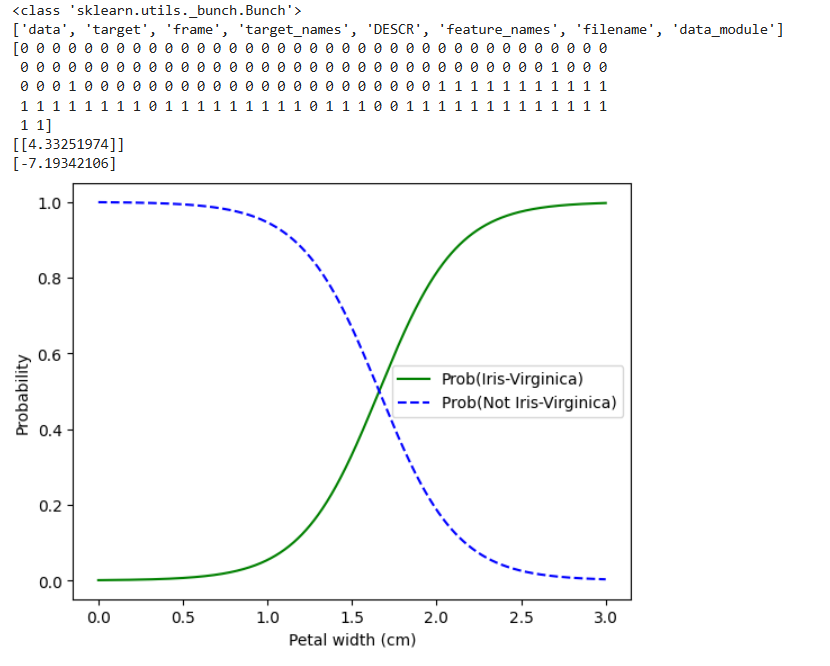 <class 'sklearn.utils._bunch.Bunch'>
['data', 'target', 'frame', 'target_names', 'DESCR', 'feature_names', 'filename', 'data_module']
[0 0 0 0 0 0 0 0 0 0 0 0 0 0 0 0 0 0 0 0 0 0 0 0 0 0 0 0 0 0 0 0 0 0 0 0 0
0 0 0 0 0 0 0 0 0 0 0 0 0 0 0 0 0 0 0 0 0 0 0 0 0 0 0 0 0 0 0 0 0 1 0 0 0
0 0 0 1 0 0 0 0 0 0 0 0 0 0 0 0 0 0 0 0 0 0 0 0 0 0 1 1 1 1 1 1 1 1 1 1 1
1 1 1 1 1 1 1 1 0 1 1 1 1 1 1 1 1 1 0 1 1 1 0 0 1 1 1 1 1 1 1 1 1 1 1 1 1
1 1]
[[4.33251974]]
[-7.19342106]
1.0
0.8
0.6
0.4
0.2
0.0
Probability
Prob(Iris-Virginica)
Prob(Not Iris-Virginica)
0.0 0.5 1.0 1.5 2.0 2.5 3.0
Petal width (cm)